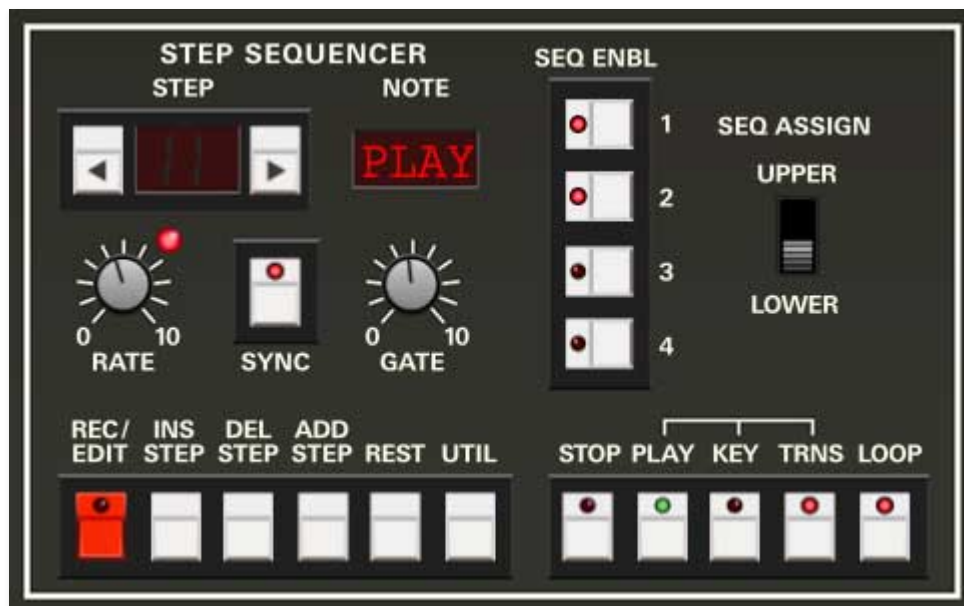 STEP SEQUENCER
SEQ ENBL
STEP
NOTE
11
PLAY
1
2
3
4
SEQ ASSIGN
UPPER
LOWER
0
10
RATE
SYNC
0
10
GATE
REC/
EDIT
INS
STEP
DEL
STEP
ADD
STEP
REST
UTIL
STOP
PLAY
KEY
TRNS
LOOP